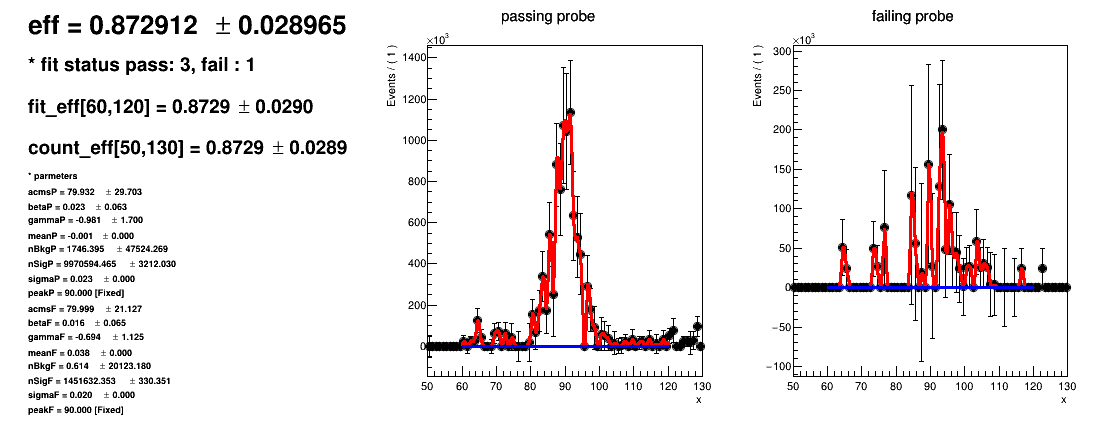 eff = 0.872912 ± 0.028965
* fit status pass: 3, fail : 1
fit_eff[60,120] = 0.8729 ± 0.0290
count_eff[50,130] = 0.8729 ± 0.0289
* parmeters
acmsP = 79.932 ± 29.703
betaP = 0.023 ± 0.063
gammaP = -0.981 ± 1.700
meanP = -0.001 ± 0.000
nBkgP = 1746.395 ± 47524.269
nSigP = 9970594.465 ± 3212.030
sigmaP = 0.023 ± 0.000
peakP = 90.000 [Fixed]
acmsF = 79.999 ± 21.127
betaF = 0.016 ± 0.065
gammaF = -0.694 ± 1.125
meanF = 0.038 ± 0.000
nBkgF = 0.614 ± 20123.180
nSigF = 1451632.353 ± 330.351
sigmaF = 0.020 ± 0.000
peakF = 90.000 [Fixed]
passing probe
×10³
Events / ( 1 )
1400
1200
1000
800
600
400
200
0
50 60 70 80 90 100 110 120 130
x
failing probe
×10³
Events / ( 1 )
300
250
200
150
100
50
0
−50
−100
50 60 70 80 90 100 110 120 130
x